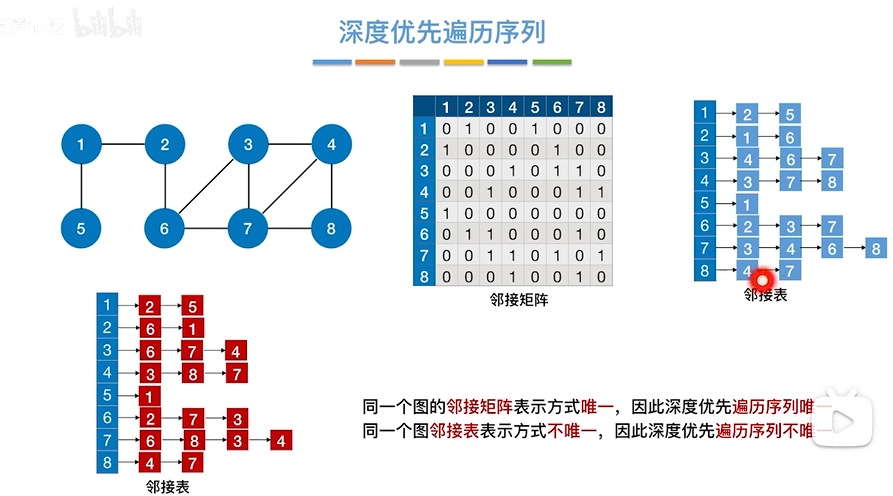 bilibili
深度优先遍历序列
1 2 3 4
5 6 7 8
1 2 3 4 5 6 7 8
1 0 1 0 0 1 0 0 0
2 1 0 0 0 0 1 0 0
3 0 0 0 1 0 1 1 0
4 0 0 1 0 0 0 1 1
5 1 0 0 0 0 0 0 0
6 0 1 1 0 0 0 1 0
7 0 0 1 1 0 1 0 1
8 0 0 0 1 0 0 1 0
邻接矩阵
1 2 5
2 1 6
3 4 6 7
4 3 7 8
5 1
6 2 3 7
7 3 4 6 8
8 4 7
邻接表
1 2 5
2 6 1
3 6 7 4
4 3 8 7
5 1
6 2 7 3
7 6 8 3 4
8 4 7
邻接表
同一个图的邻接矩阵表示方式唯一，因此深度优先遍历序列唯一
同一个图邻接表表示方式不唯一，因此深度优先遍历序列不唯一